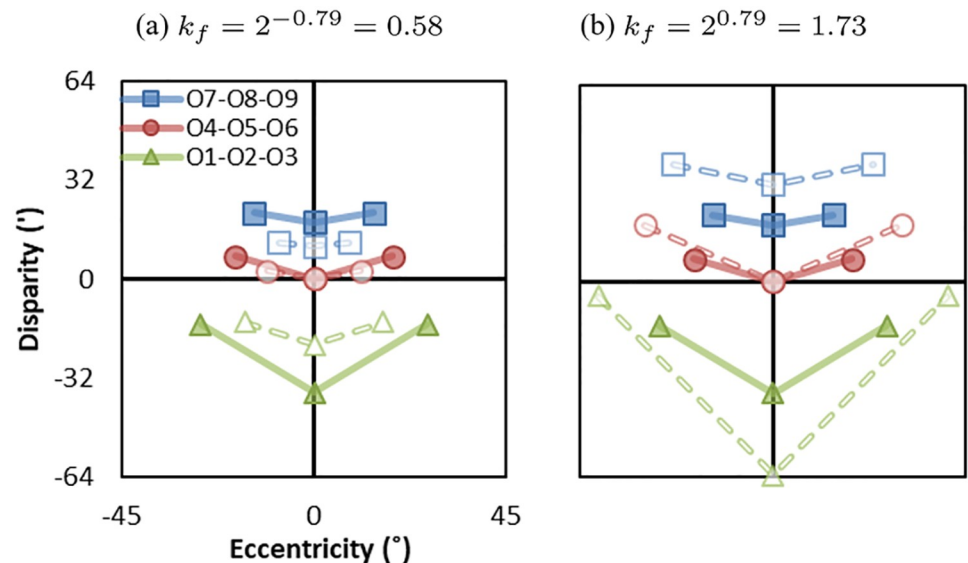 (a) k_f = 2^{-0.79} = 0.58
(b) k_f = 2^{0.79} = 1.73
64
O7-O8-O9
O4-O5-O6
O1-O2-O3
32
0
-32
-64
Disparity (')
-45
0
45
Eccentricity (˚)